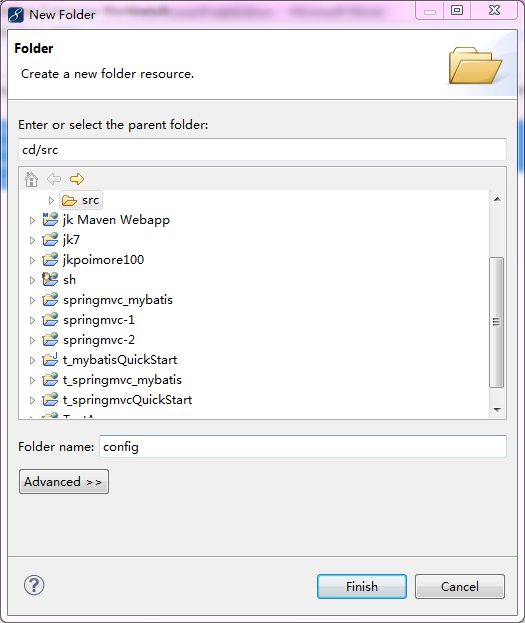 New Folder
Folder
Create a new folder resource.
Enter or select the parent folder:
cd/src
src
jk Maven Webapp
jk7
jkpoimore100
sh
springmvc_mybatis
springmvc-1
springmvc-2
t_mybatisQuickStart
t_springmvc_mybatis
t_springmvcQuickStart
Folder name: config
Advanced >>
Finish Cancel